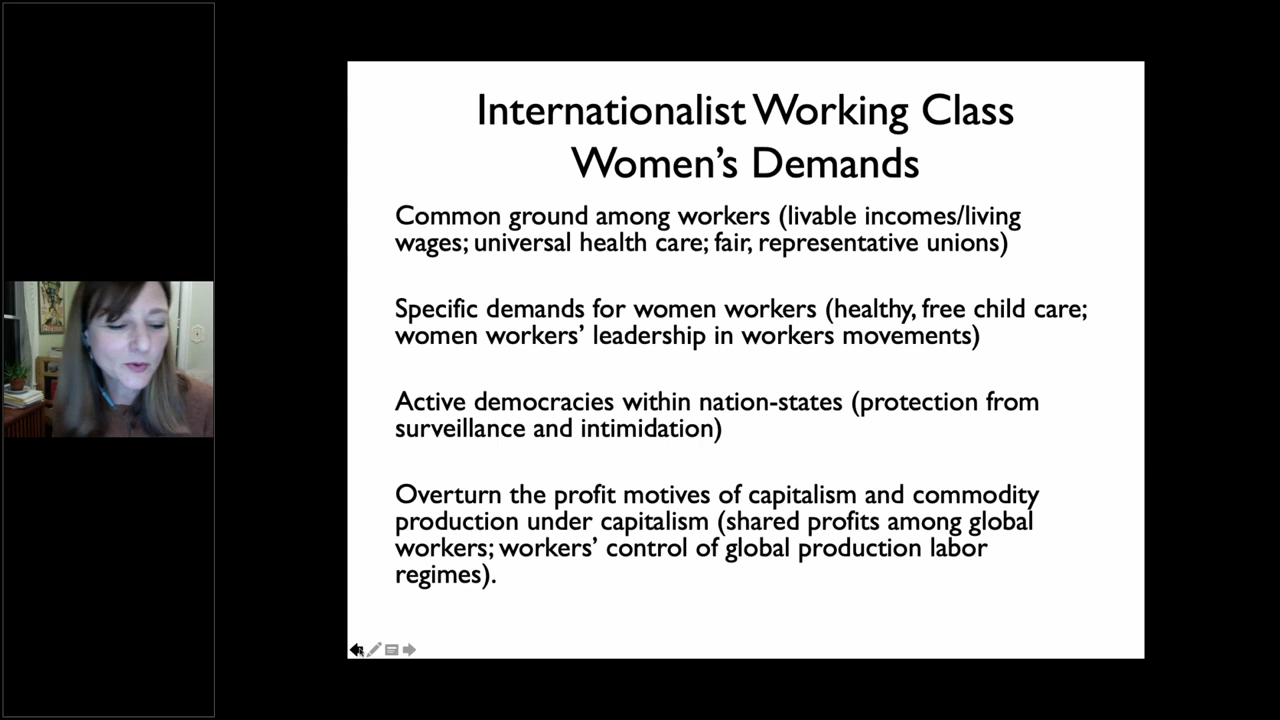 Internationalist Working Class
Women’s Demands
Common ground among workers (livable incomes/living
wages; universal health care; fair, representative unions)
Specific demands for women workers (healthy, free child care;
women workers’ leadership in workers movements)
Active democracies within nation-states (protection from
surveillance and intimidation)
Overturn the profit motives of capitalism and commodity
production under capitalism (shared profits among global
workers; workers’ control of global production labor
regimes).